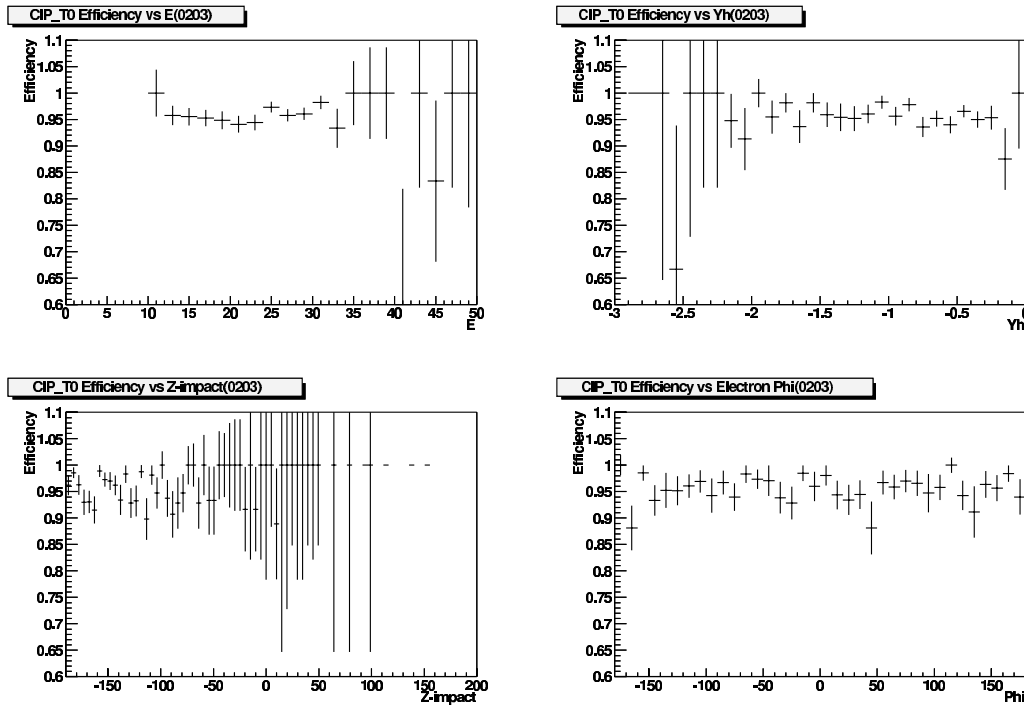 CIP_T0 Efficiency vs E(0203)
Efficiency
1.1
1.05
1
0.95
0.9
0.85
0.8
0.75
0.7
0.65
0.6
0 5 10 15 20 25 30 35 40 45 50
E
CIP_T0 Efficiency vs Yh(0203)
Efficiency
1.1
1.05
1
0.95
0.9
0.85
0.8
0.75
0.7
0.65
0.6
-3 -2.5 -2 -1.5 -1 -0.5 0
Yh
CIP_T0 Efficiency vs Z-impact(0203)
Efficiency
1.1
1.05
1
0.95
0.9
0.85
0.8
0.75
0.7
0.65
0.6
-150 -100 -50 0 50 100 150 200
Z-impact
CIP_T0 Efficiency vs Electron Phi(0203)
Efficiency
1.1
1.05
1
0.95
0.9
0.85
0.8
0.75
0.7
0.65
0.6
-150 -100 -50 0 50 100 150
Phi